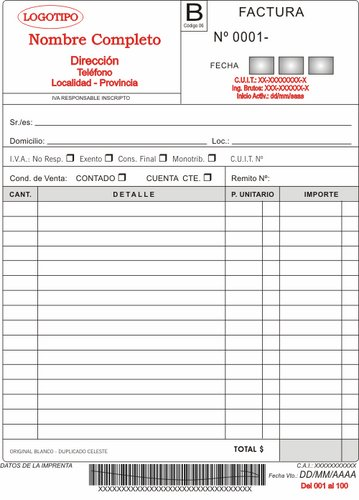 LOGOTIPO
Nombre Completo
Dirección
Teléfono
Localidad - Provincia
IVA RESPONSABLE INSCRIPTO
B
Código 06
FACTURA
Nº 0001-
FECHA
C.U.I.T.: XX-XXXXXXXX-X
Ing. Brutos: XXX-XXXXXX-X
Inicio Activ.: dd/mm/aaaa
Sr./es:
Domicilio: Loc.:
I.V.A.: No Resp. Exento Cons. Final Monotrib. C.U.I.T. Nº
Cond. de Venta: CONTADO CUENTA CTE. Remito Nº:
CANT. DETALLE P. UNITARIO IMPORTE
ORIGINAL BLANCO - DUPLICADO CELESTE TOTAL $
DATOS DE LA IMPRENTA C.A.I.: XXXXXXXXXXX
Fecha Vto.: DD/MM/AAAA
Del 001 al 100